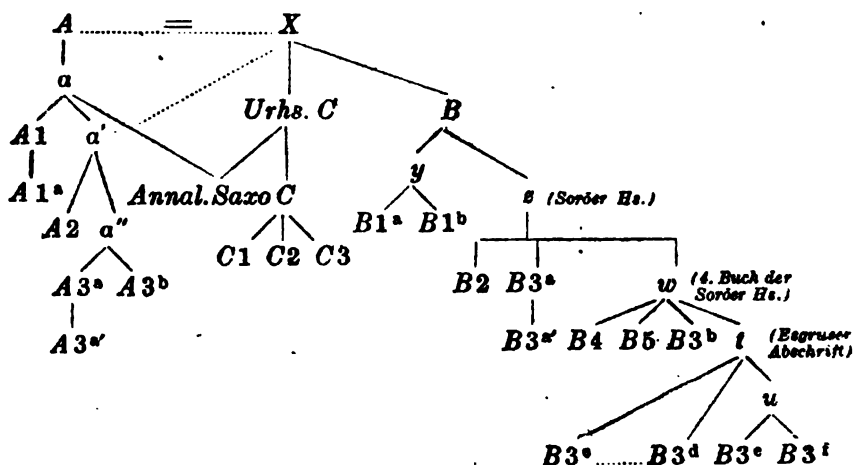 A = X
a
Urhs. C B
A1 a'
y
A1ᵃ Annal. Saxo C (Soröer Hs.)
A2 a'' B1ᵃ B1ᵇ
C1 C2 C3
A3ᵃ A3ᵇ B2 B3ᵃ w (4. Buch der
Soröer Hs.)
A3ᵃ' B3ᵃ' B4 B5 B3ᵇ t (Esgruser
Abschrift)
u
B3ᶜ B3ᵈ B3ᵉ B3ᶠ